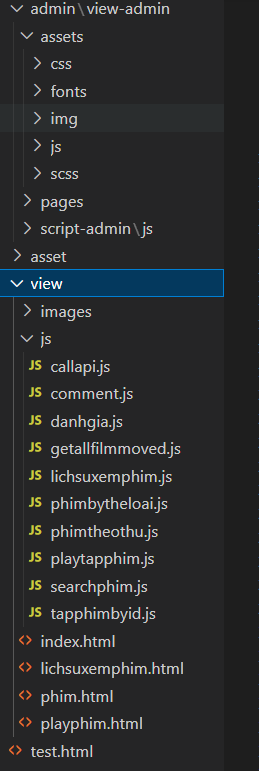 admin\view-admin
assets
css
fonts
img
js
scss
pages
script-admin\js
asset
view
images
js
JS callapi.js
JS comment.js
JS danhgia.js
JS getallfilmmoved.js
JS lichsuxemphim.js
JS phimbytheloai.js
JS phimtheothu.js
JS playtapphim.js
JS searchphim.js
JS tapphimbyid.js
<> index.html
<> lichsuxemphim.html
<> phim.html
<> playphim.html
<> test.html